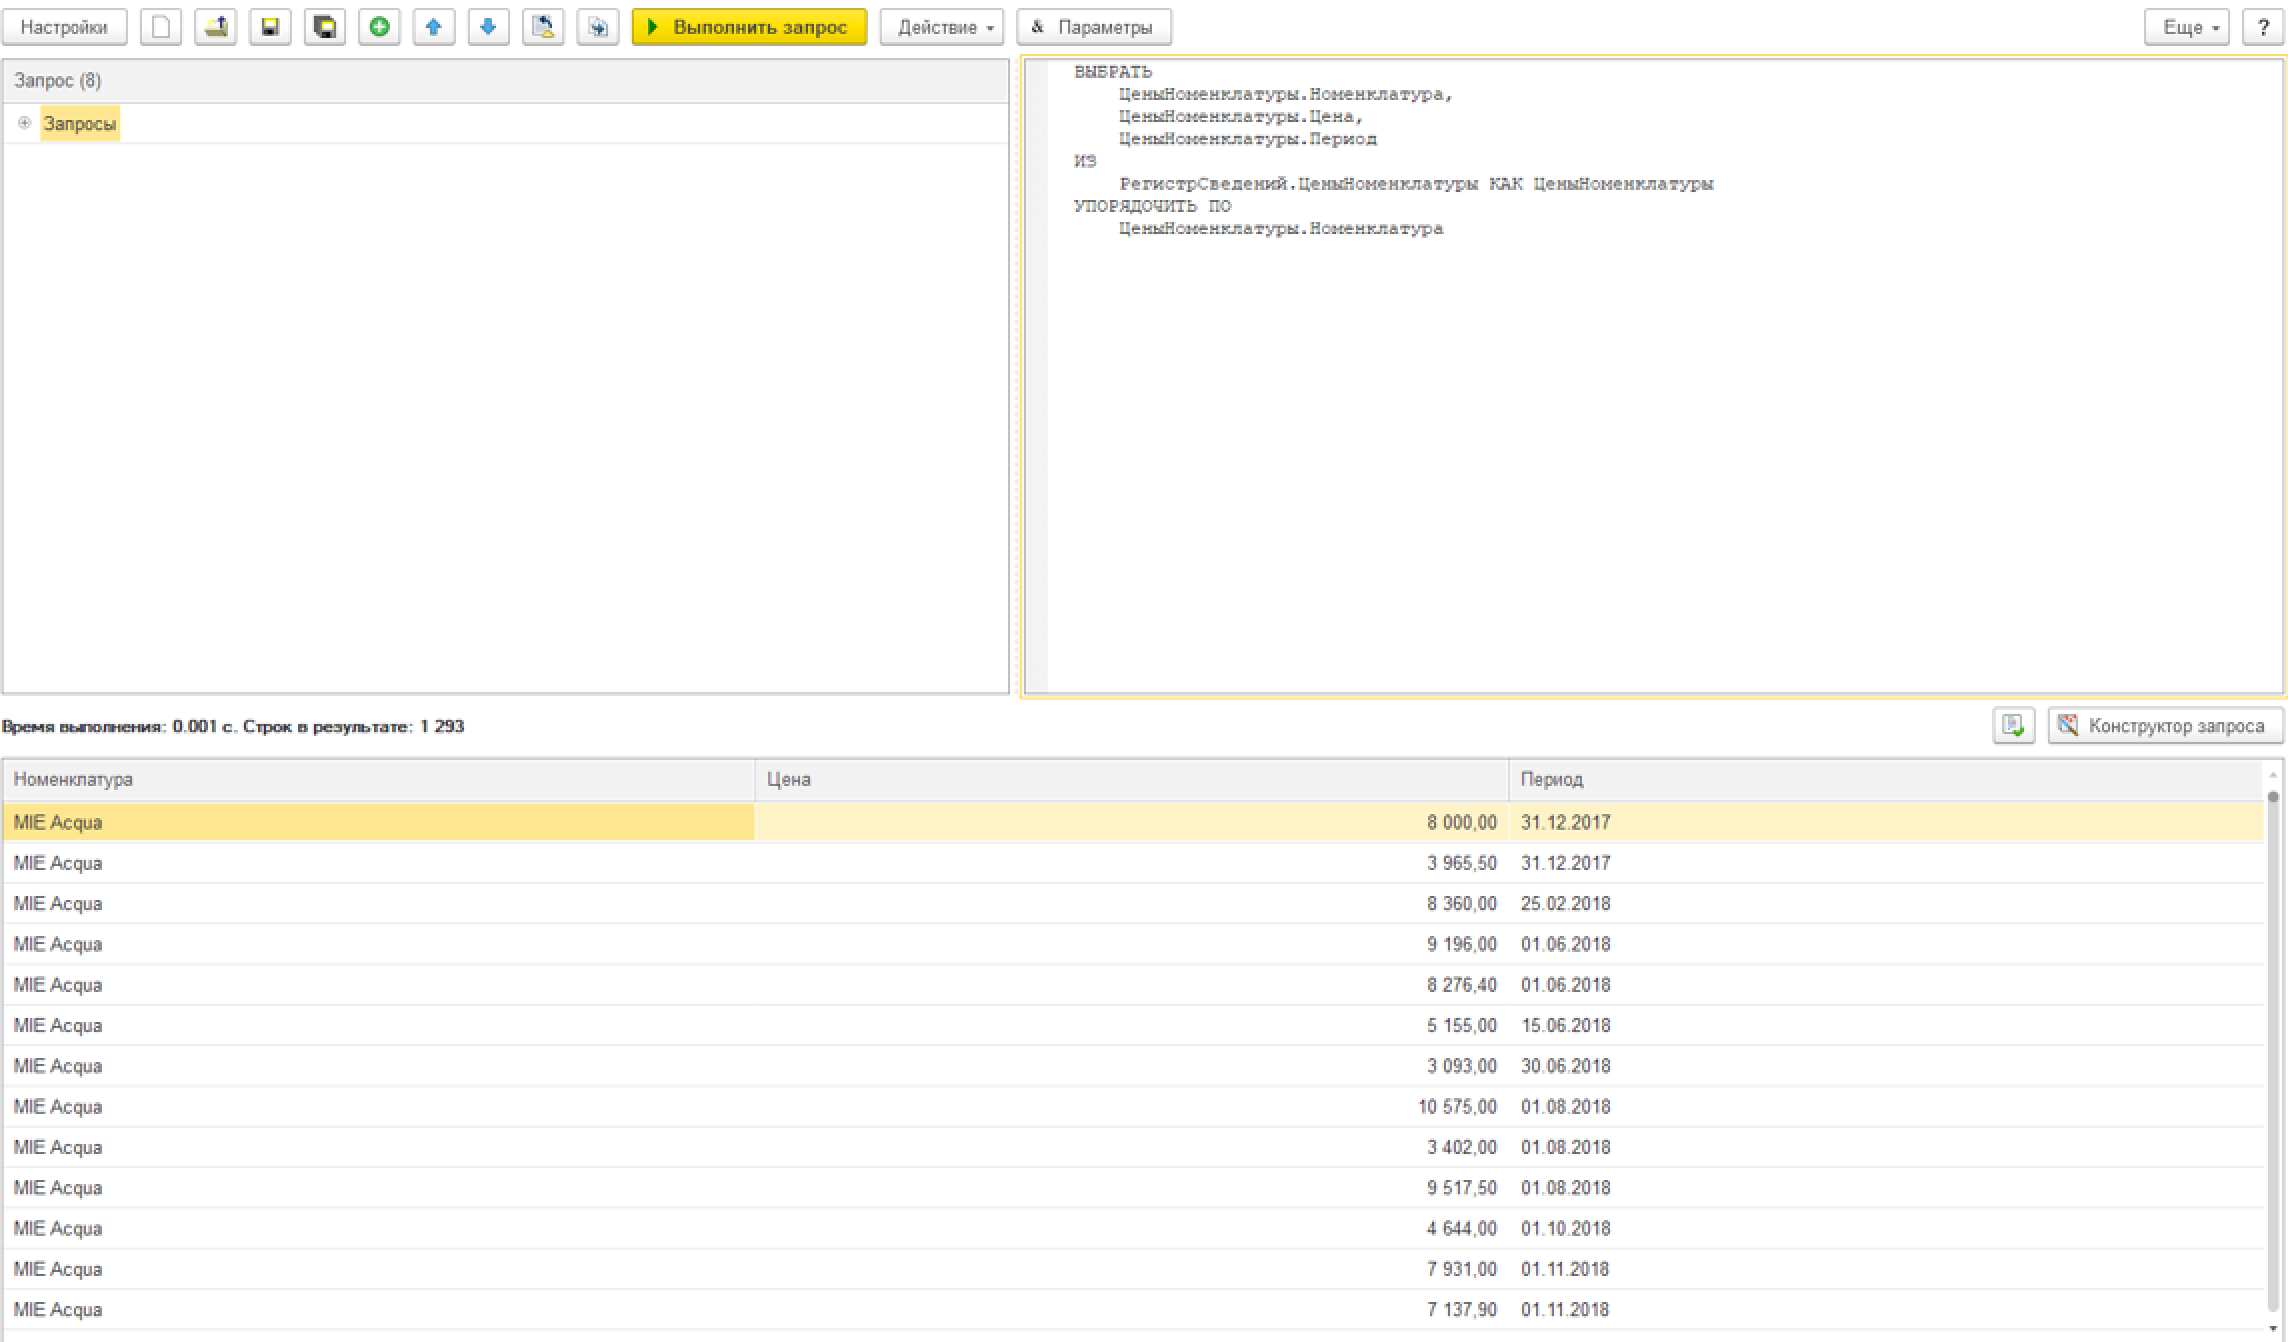 Настройки Выполнить запрос Действие & Параметры Еще ?
Запрос (8)
Запросы
ВЫБРАТЬ
ЦеныНоменклатуры.Номенклатура,
ЦеныНоменклатуры.Цена,
ЦеныНоменклатуры.Период
ИЗ
РегистрСведений.ЦеныНоменклатуры КАК ЦеныНоменклатуры
УПОРЯДОЧИТЬ ПО
ЦеныНоменклатуры.Номенклатура
Время выполнения: 0.001 с. Строк в результате: 1 293 Конструктор запроса
Номенклатура Цена Период
MIE Acqua 8 000,00 31.12.2017
MIE Acqua 3 965,50 31.12.2017
MIE Acqua 8 360,00 25.02.2018
MIE Acqua 9 196,00 01.06.2018
MIE Acqua 8 276,40 01.06.2018
MIE Acqua 5 155,00 15.06.2018
MIE Acqua 3 093,00 30.06.2018
MIE Acqua 10 575,00 01.08.2018
MIE Acqua 3 402,00 01.08.2018
MIE Acqua 9 517,50 01.08.2018
MIE Acqua 4 644,00 01.10.2018
MIE Acqua 7 931,00 01.11.2018
MIE Acqua 7 137,90 01.11.2018